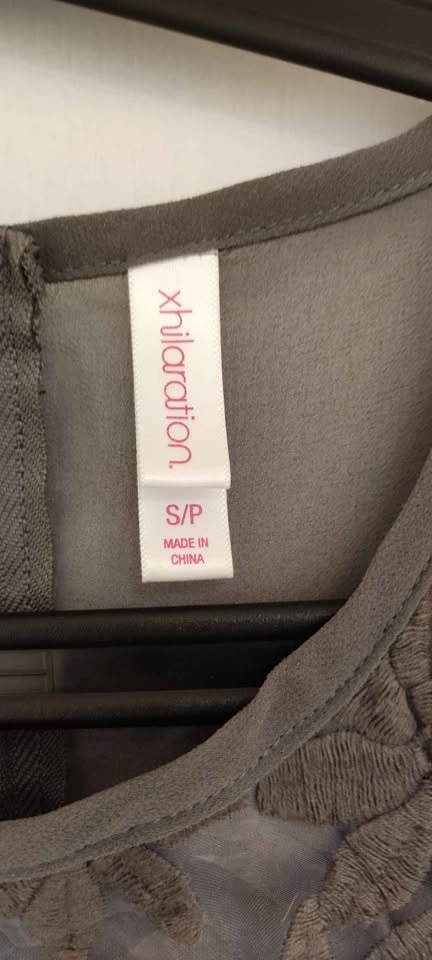 xhilaration.
S/P
MADE IN
CHINA